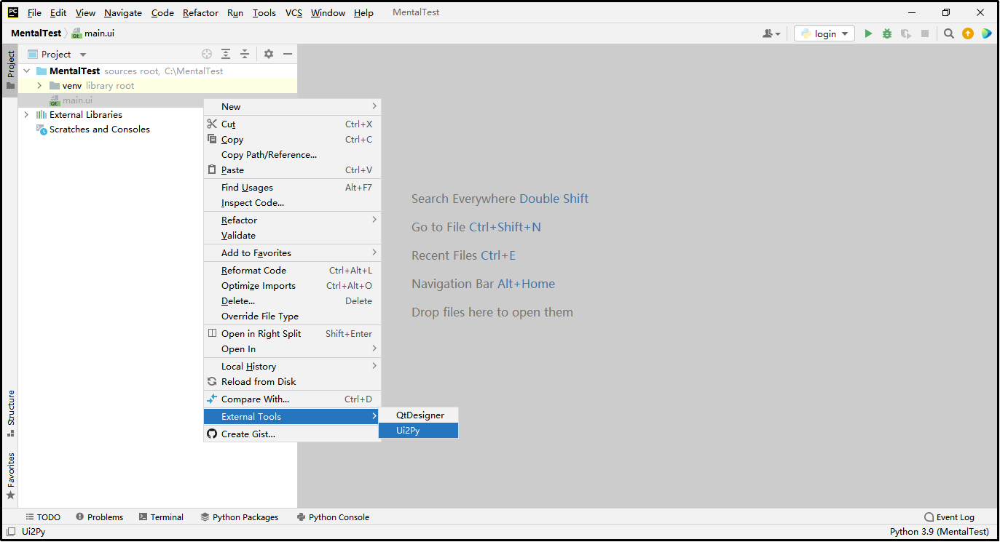 PC File Edit View Navigate Code Refactor Run Tools VCS Window Help MentalTest
MentalTest Qt main.ui login
Project
Project
MentalTest sources root, C:\MentalTest
venv library root
Qt main.ui
External Libraries
Scratches and Consoles
New
Cut Ctrl+X
Copy Ctrl+C
Copy Path/Reference...
Paste Ctrl+V
Find Usages Alt+F7
Inspect Code...
Refactor
Validate
Add to Favorites
Reformat Code Ctrl+Alt+L
Optimize Imports Ctrl+Alt+O
Delete... Delete
Override File Type
Open in Right Split Shift+Enter
Open In
Local History
Reload from Disk
Compare With... Ctrl+D
External Tools
Create Gist...
QtDesigner
Ui2Py
Search Everywhere Double Shift
Go to File Ctrl+Shift+N
Recent Files Ctrl+E
Navigation Bar Alt+Home
Drop files here to open them
Structure
Favorites
TODO Problems Terminal Python Packages Python Console Event Log
Ui2Py Python 3.9 (MentalTest)